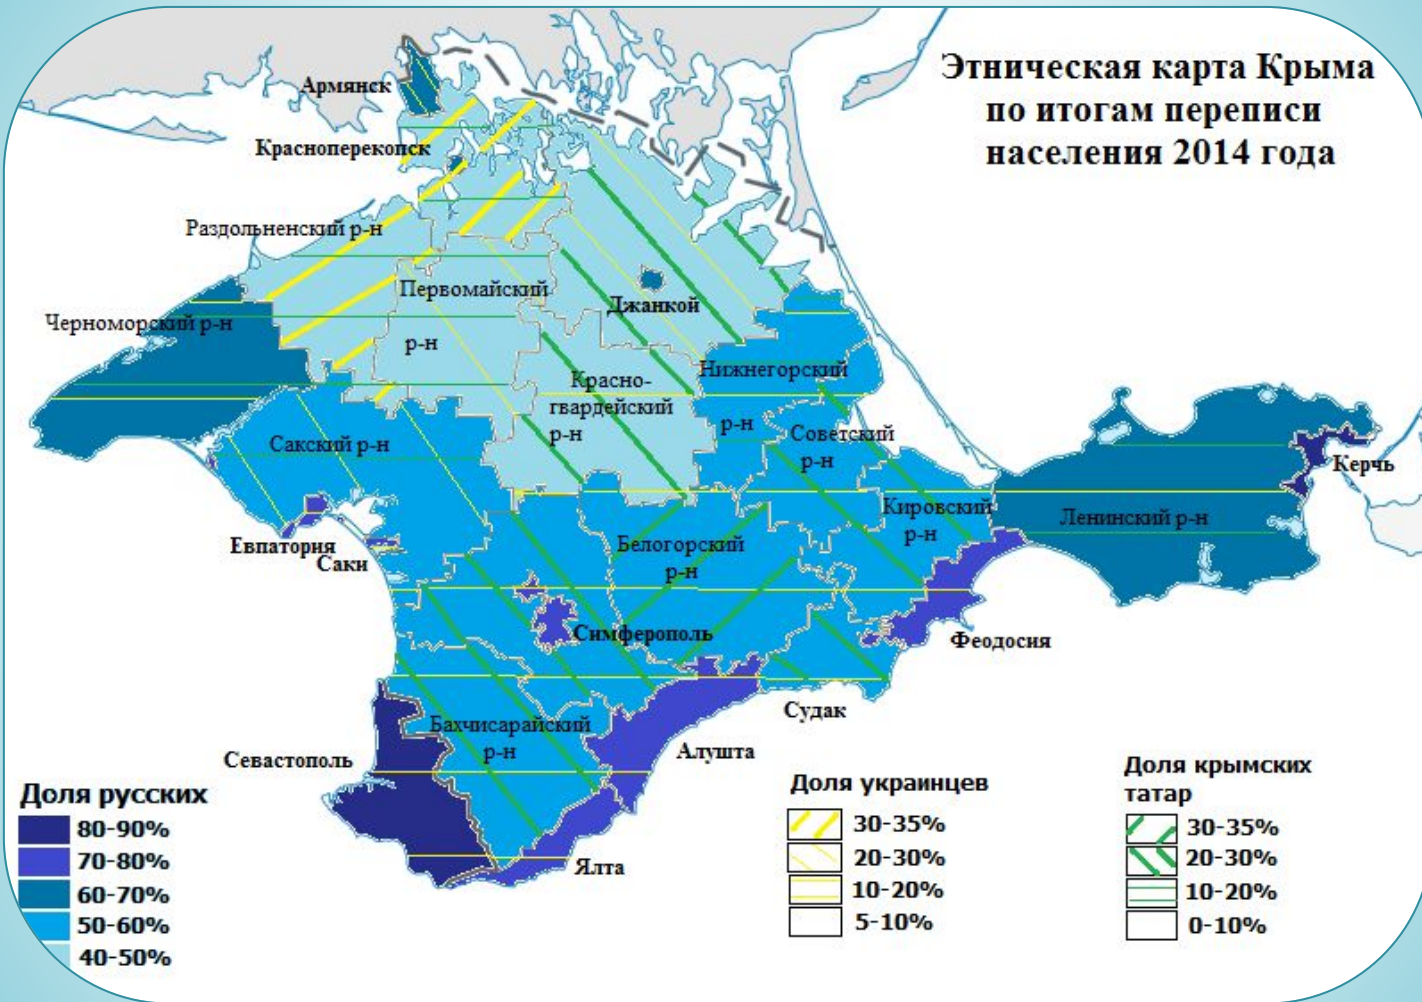 Этническая карта Крыма
по итогам переписи
населения 2014 года
Армянск
Красноперекопск
Раздольненский р-н
Первомайский
р-н
Джанкой
Черноморский р-н
Красно-
гвардейский
р-н
Нижнегорский
р-н
Советский
р-н
Сакский р-н
Керчь
Кировский
р-н
Ленинский р-н
Евпатория
Саки
Белогорский
р-н
Симферополь
Феодосия
Судак
Бахчисарайский
р-н
Алушта
Севастополь
Ялта
Доля русских
80-90%
70-80%
60-70%
50-60%
40-50%
Доля украинцев
30-35%
20-30%
10-20%
5-10%
Доля крымских
татар
30-35%
20-30%
10-20%
0-10%